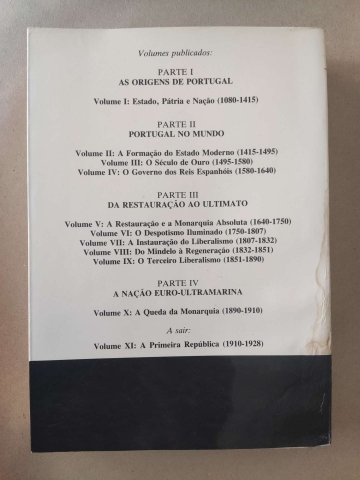 Volumes publicados:
PARTE I
AS ORIGENS DE PORTUGAL
Volume I: Estado, Pátria e Nação (1080-1415)
PARTE II
PORTUGAL NO MUNDO
Volume II: A Formação do Estado Moderno (1415-1495)
Volume III: O Século de Ouro (1495-1580)
Volume IV: O Governo dos Reis Espanhóis (1580-1640)
PARTE III
DA RESTAURAÇÃO AO ULTIMATO
Volume V: A Restauração e a Monarquia Absoluta (1640-1750)
Volume VI: O Despotismo Iluminado (1750-1807)
Volume VII: A Instauração do Liberalismo (1807-1832)
Volume VIII: Do Mindelo à Regeneração (1832-1851)
Volume IX: O Terceiro Liberalismo (1851-1890)
PARTE IV
A NAÇÃO EURO-ULTRAMARINA
Volume X: A Queda da Monarquia (1890-1910)
A sair:
Volume XI: A Primeira República (1910-1928)